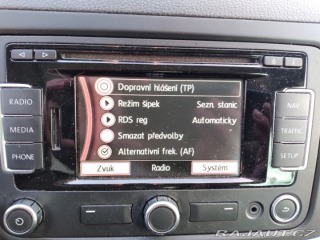 Dopravní hlášení (TP)
RADIO
Režim šipek Sezn. stanic
NAV
RDS reg Automaticky
MEDIA
TRAFFIC
Smazat předvolby
PHONE
Alternativní frek. (AF)
SETUP
Zvuk Radio Systém